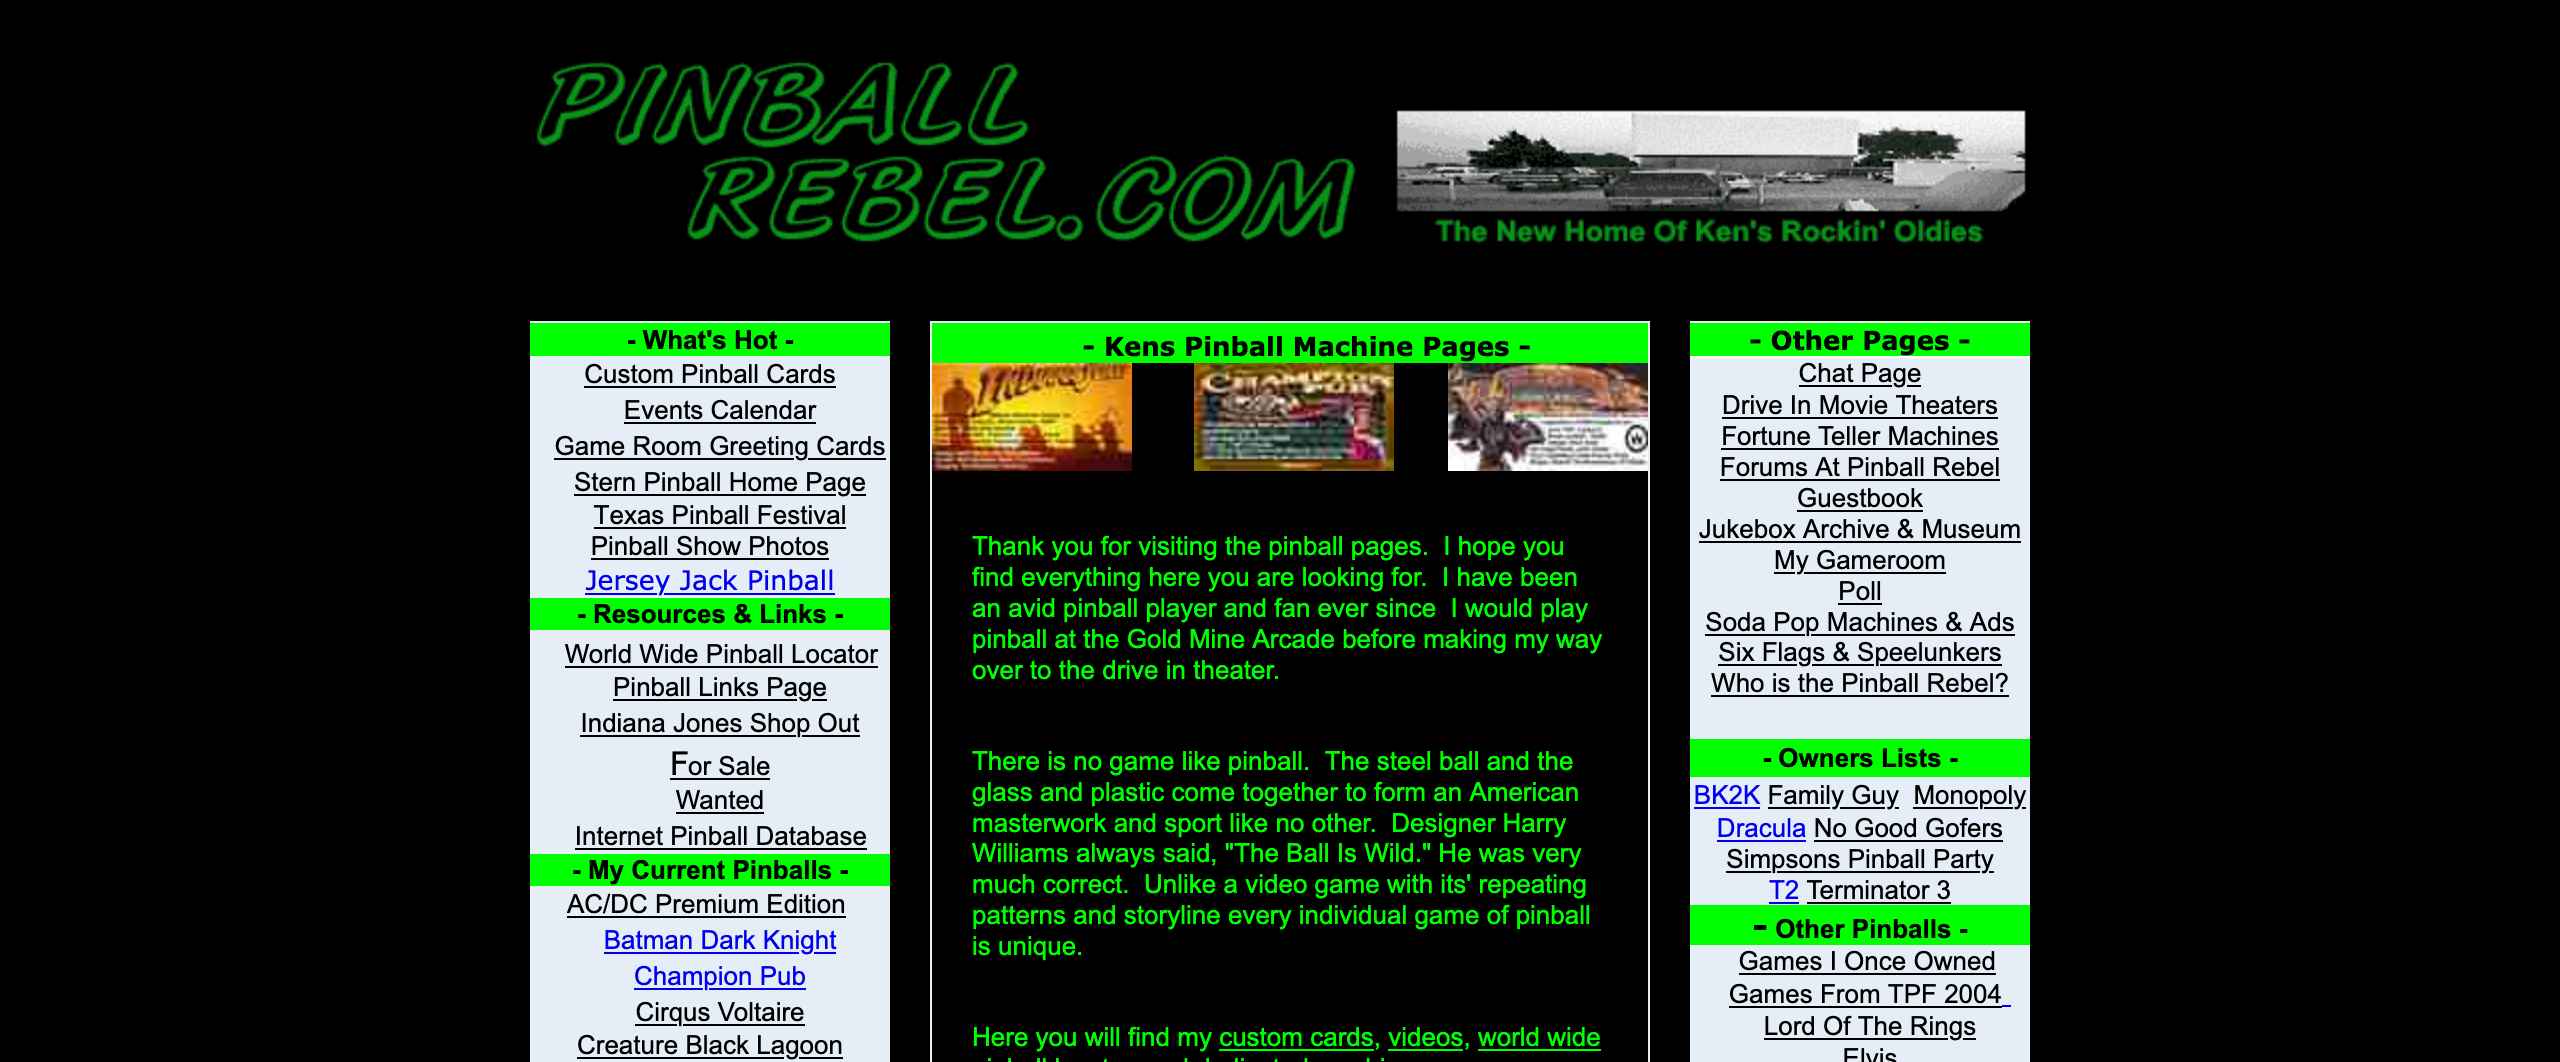 PINBALL
REBEL.COM
The New Home Of Ken's Rockin' Oldies
- What's Hot -
Custom Pinball Cards
Events Calendar
Game Room Greeting Cards
Stern Pinball Home Page
Texas Pinball Festival
Pinball Show Photos
Jersey Jack Pinball
- Resources & Links -
World Wide Pinball Locator
Pinball Links Page
Indiana Jones Shop Out
For Sale
Wanted
Internet Pinball Database
- My Current Pinballs -
AC/DC Premium Edition
Batman Dark Knight
Champion Pub
Cirqus Voltaire
Creature Black Lagoon
- Kens Pinball Machine Pages -
Thank you for visiting the pinball pages.  I hope you
find everything here you are looking for.  I have been
an avid pinball player and fan ever since  I would play
pinball at the Gold Mine Arcade before making my way
over to the drive in theater.
There is no game like pinball.  The steel ball and the
glass and plastic come together to form an American
masterwork and sport like no other.  Designer Harry
Williams always said, "The Ball Is Wild." He was very
much correct.  Unlike a video game with its' repeating
patterns and storyline every individual game of pinball
is unique.
Here you will find my custom cards, videos, world wide
- Other Pages -
Chat Page
Drive In Movie Theaters
Fortune Teller Machines
Forums At Pinball Rebel
Guestbook
Jukebox Archive & Museum
My Gameroom
Poll
Soda Pop Machines & Ads
Six Flags & Speelunkers
Who is the Pinball Rebel?
- Owners Lists -
BK2K Family Guy  Monopoly
Dracula No Good Gofers
Simpsons Pinball Party
T2 Terminator 3
- Other Pinballs -
Games I Once Owned
Games From TPF 2004
Lord Of The Rings
Elvis